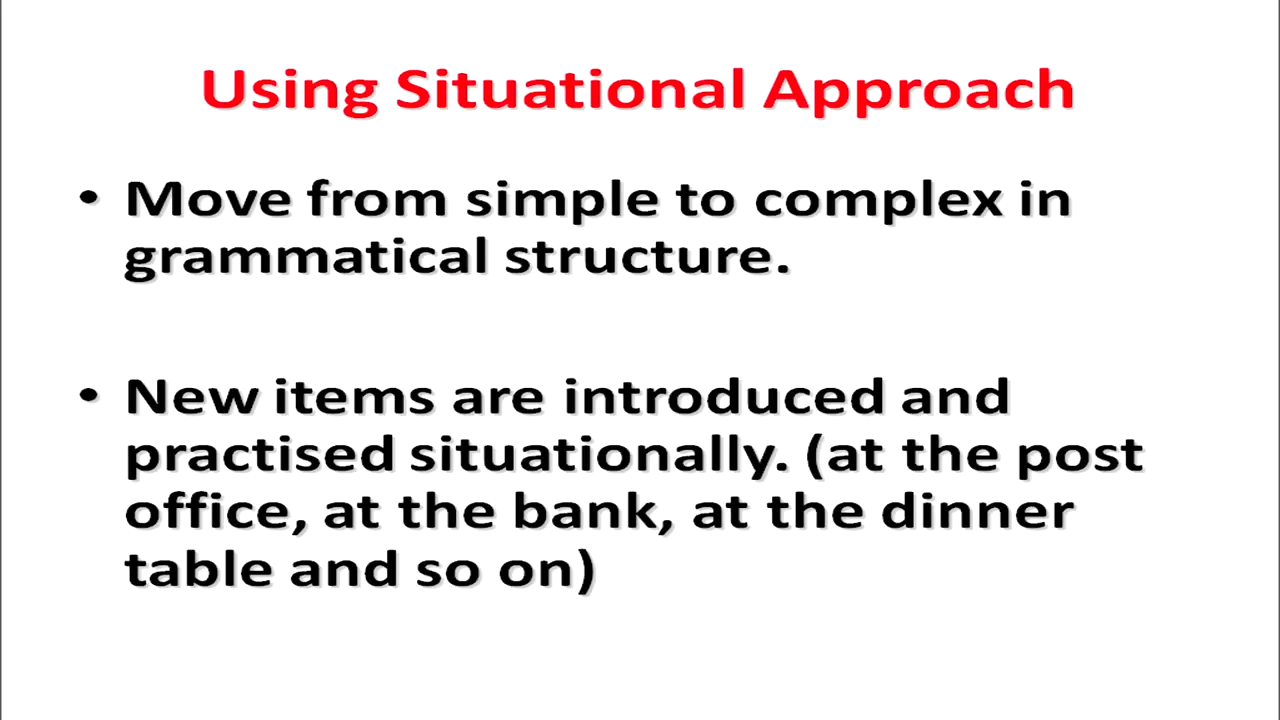 Using Situational Approach
• Move from simple to complex in
grammatical structure.
• New items are introduced and
practised situationally. (at the post
office, at the bank, at the dinner
table and so on)